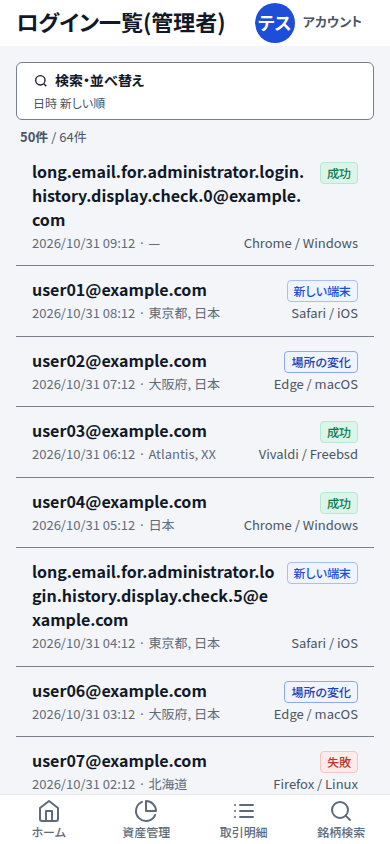 ログイン一覧(管理者)
テス アカウント
検索・並べ替え
日時 新しい順
50件 / 64件
long.email.for.administrator.login.
history.display.check.0@example.
com
成功
2026/10/31 09:12 · — Chrome / Windows
user01@example.com 新しい端末
2026/10/31 08:12 · 東京都, 日本 Safari / iOS
user02@example.com 場所の変化
2026/10/31 07:12 · 大阪府, 日本 Edge / macOS
user03@example.com 成功
2026/10/31 06:12 · Atlantis, XX Vivaldi / Freebsd
user04@example.com 成功
2026/10/31 05:12 · 日本 Chrome / Windows
long.email.for.administrator.lo
gin.history.display.check.5@e
xample.com
新しい端末
2026/10/31 04:12 · 東京都, 日本 Safari / iOS
user06@example.com 場所の変化
2026/10/31 03:12 · 大阪府, 日本 Edge / macOS
user07@example.com 失敗
2026/10/31 02:12 · 北海道 Firefox / Linux
ホーム 資産管理 取引明細 銘柄検索